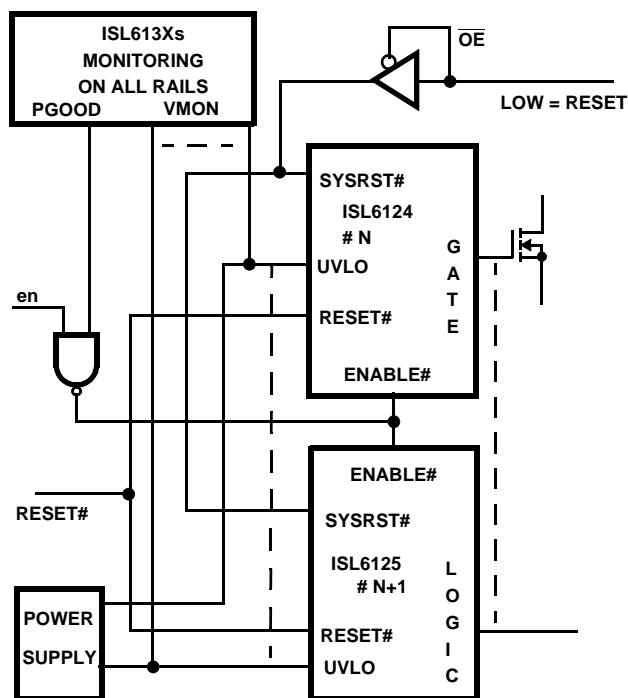 ISL613Xs
MONITORING
ON ALL RAILS
PGOOD VMON
OE
LOW = RESET
SYSRST#
ISL6124
# N
UVLO
RESET#
ENABLE#
G
A
T
E
en
RESET#
ENABLE#
SYSRST#
ISL6125
# N+1
RESET#
UVLO
L
O
G
I
C
POWER
SUPPLY